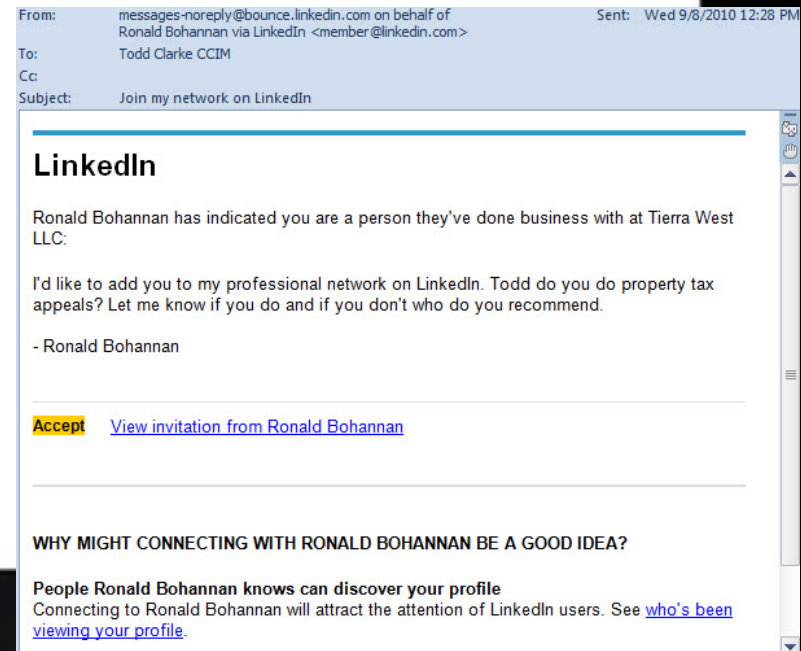 From: messages-noreply@bounce.linkedin.com on behalf of Sent: Wed 9/8/2010 12:28 PM
Ronald Bohannan via LinkedIn <member@linkedin.com>
To: Todd Clarke CCIM
Cc:
Subject: Join my network on LinkedIn
LinkedIn
Ronald Bohannan has indicated you are a person they've done business with at Tierra West
LLC:
I'd like to add you to my professional network on LinkedIn. Todd do you do property tax
appeals? Let me know if you do and if you don't who do you recommend.
- Ronald Bohannan
Accept View invitation from Ronald Bohannan
WHY MIGHT CONNECTING WITH RONALD BOHANNAN BE A GOOD IDEA?
People Ronald Bohannan knows can discover your profile
Connecting to Ronald Bohannan will attract the attention of LinkedIn users. See who's been
viewing your profile.